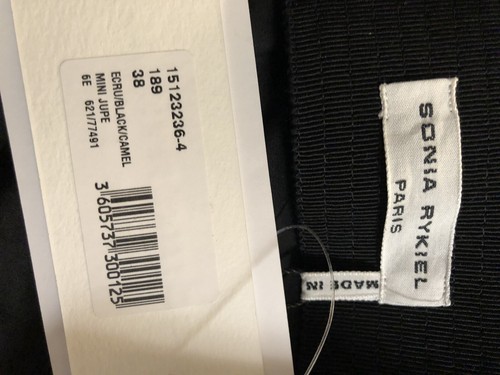 15123236-4
189
38
ECRU/BLACK/CAMEL
MINI JUPE
6E 621/77491
3605737300125
SONIA RYKIEL
PARIS
MADE IN